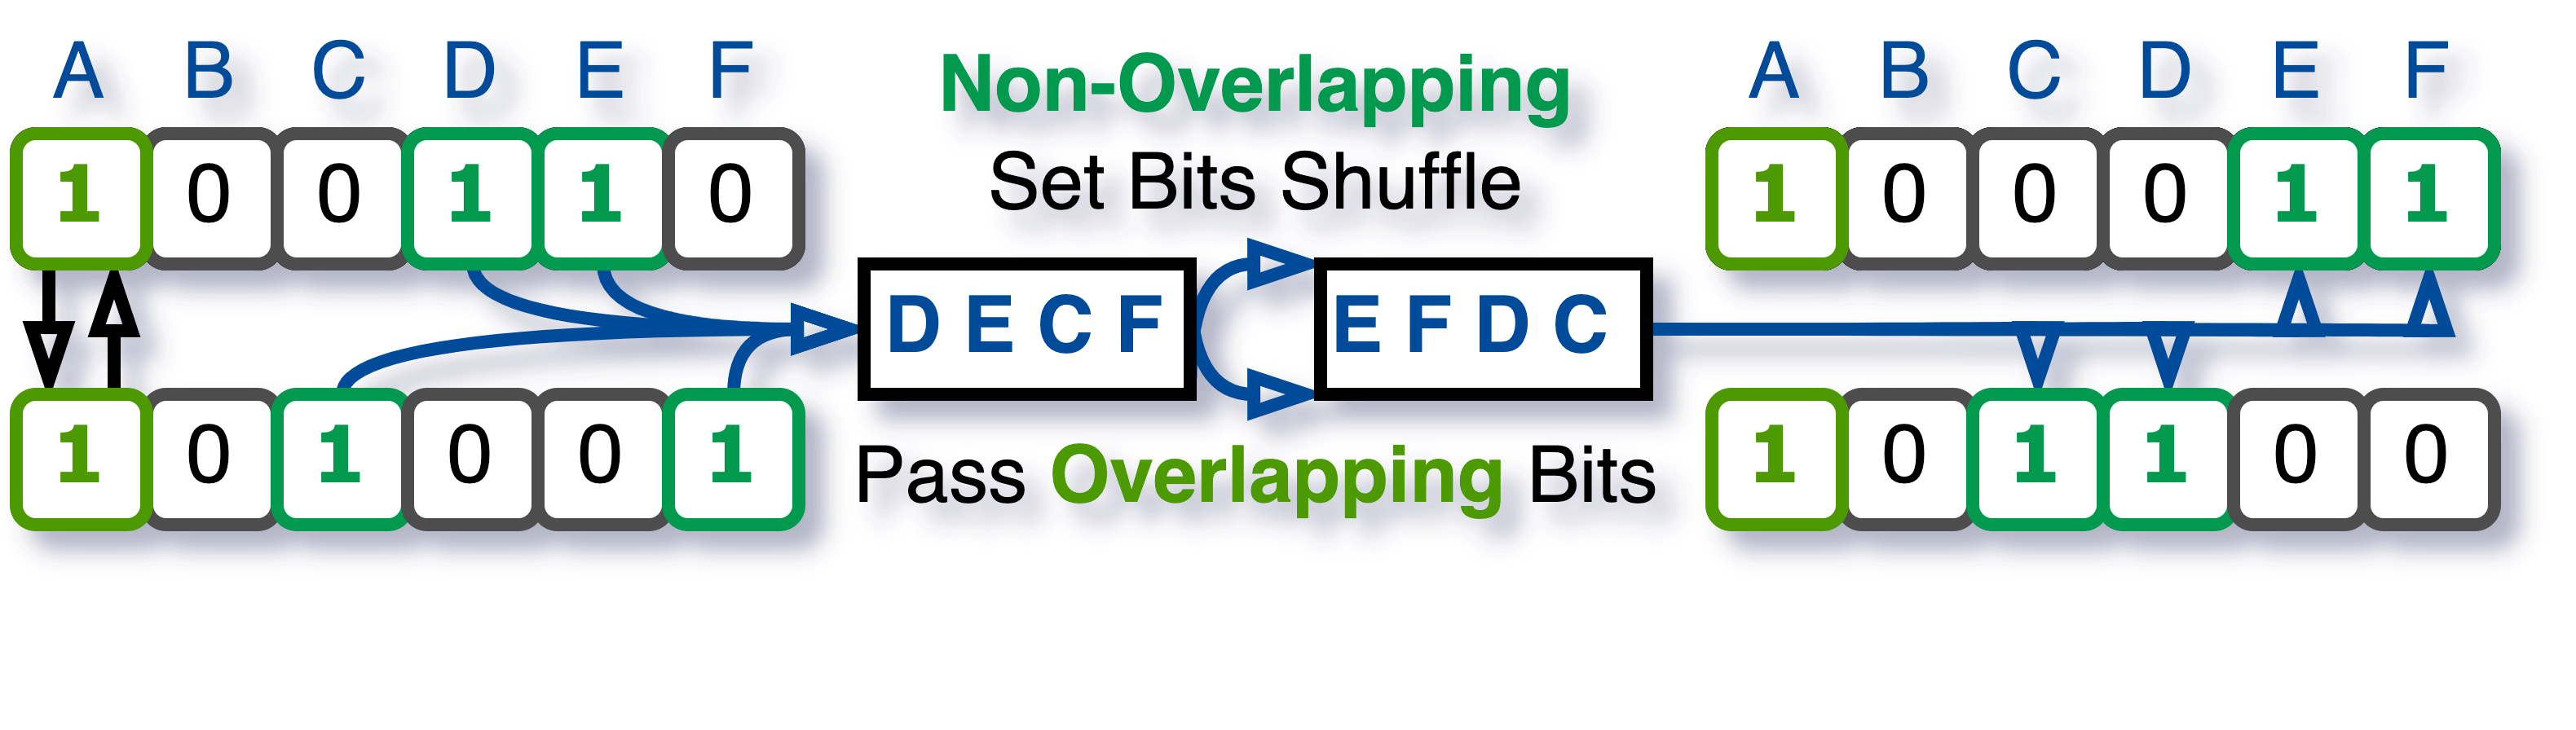 A B C D E F
1 0 0 1 1 0
1 0 1 0 0 1
Non-Overlapping
Set Bits Shuffle
D E C F
E F D C
Pass Overlapping Bits
A B C D E F
1 0 0 0 1 1
1 0 1 1 0 0